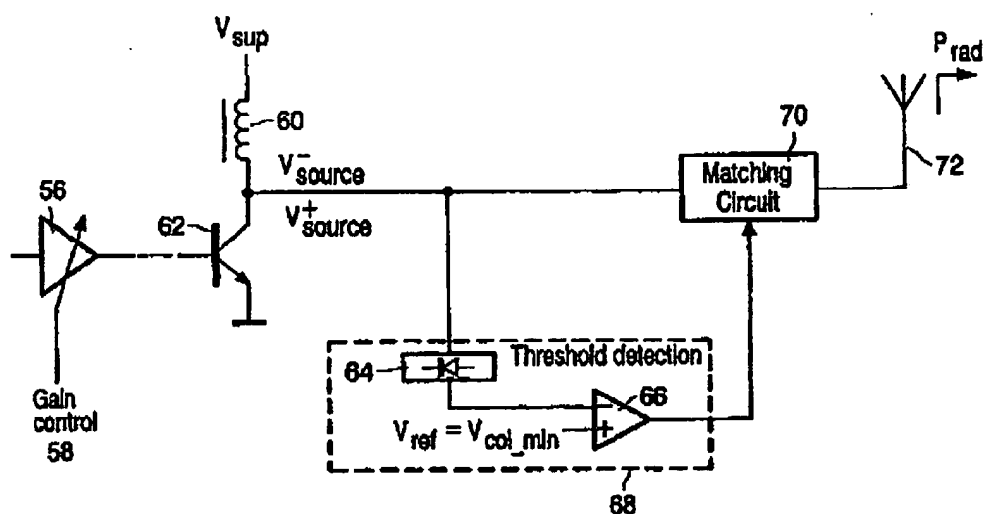 V_sup
P_rad
60
70
Matching
Circuit
72
V⁻_source
V⁺_source
56
62
Threshold detection
64
66
−
V_ref = V_col_min
+
Gain
control
58
68